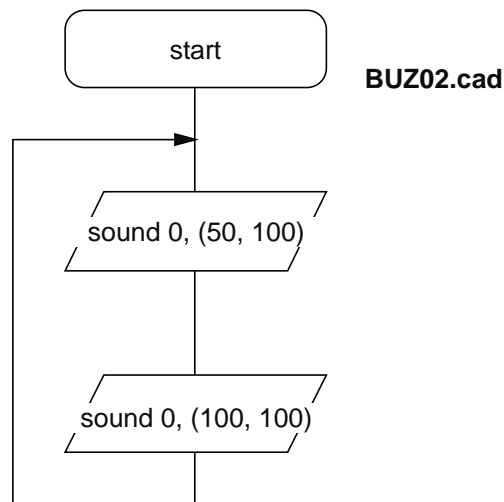 start
BUZ02.cad
sound 0, (50, 100)
sound 0, (100, 100)